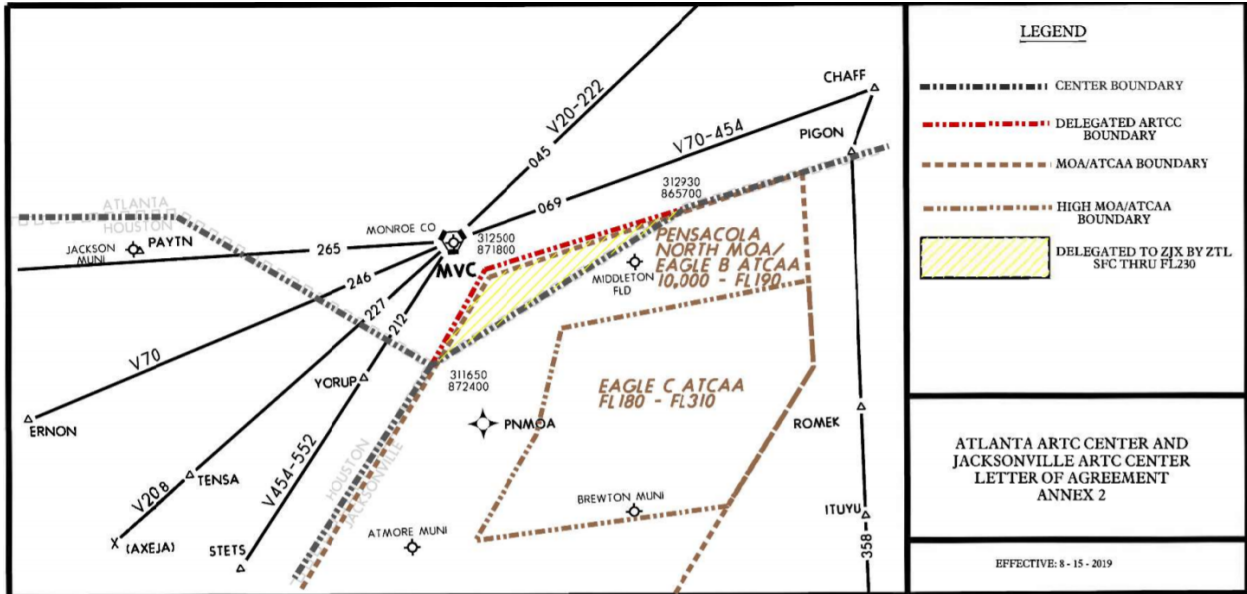 CHAFF
V20-222
V70-454
PIGON
045
312930
865700
069
ATLANTA
HOUSTON
MONROE CO
JACKSON
MUNI
PAYTN
265
312500
871800
MVC
PENSACOLA
NORTH MOA/
EAGLE B ATCAA
10,000 - FL190
MIDDLETON
FLD
246
227
212
V70
YORUP
311650
872400
EAGLE C ATCAA
FL180 - FL310
ERNON
PNMOA
ROMEK
TENSA
V454-552
HOUSTON
JACKSONVILLE
V20
8
BREWTON MUNI
ITUYU
X (AXEJA)
STETS
ATMORE MUNI
358
LEGEND
CENTER BOUNDARY
DELEGATED ARTCC
BOUNDARY
MOA/ATCAA BOUNDARY
HIGH MOA/ATCAA
BOUNDARY
DELEGATED TO ZJX BY ZTL
SFC THRU FL230
ATLANTA ARTC CENTER AND
JACKSONVILLE ARTC CENTER
LETTER OF AGREEMENT
ANNEX 2
EFFECTIVE: 8 - 15 - 2019